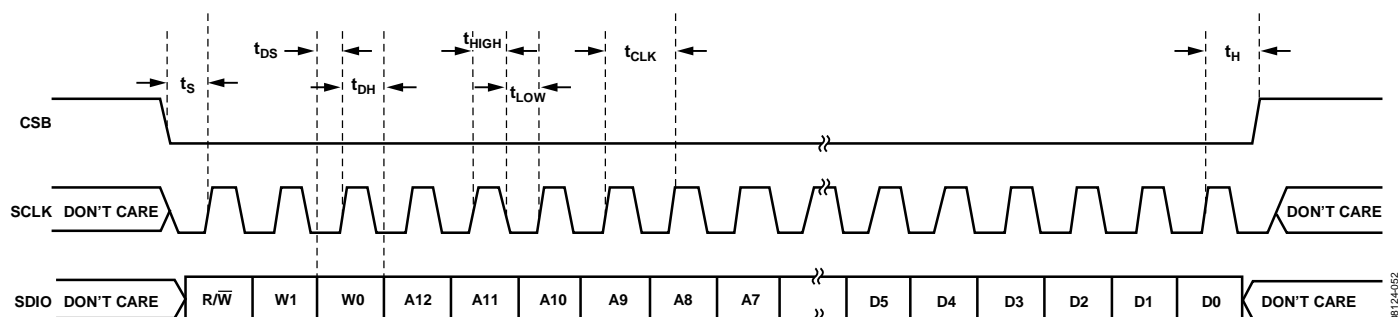 tDS tHIGH tCLK tH
tS tDH tLOW
CSB
SCLK DON'T CARE DON'T CARE
SDIO DON'T CARE R/W̅ W1 W0 A12 A11 A10 A9 A8 A7 D5 D4 D3 D2 D1 D0 DON'T CARE
08124-052